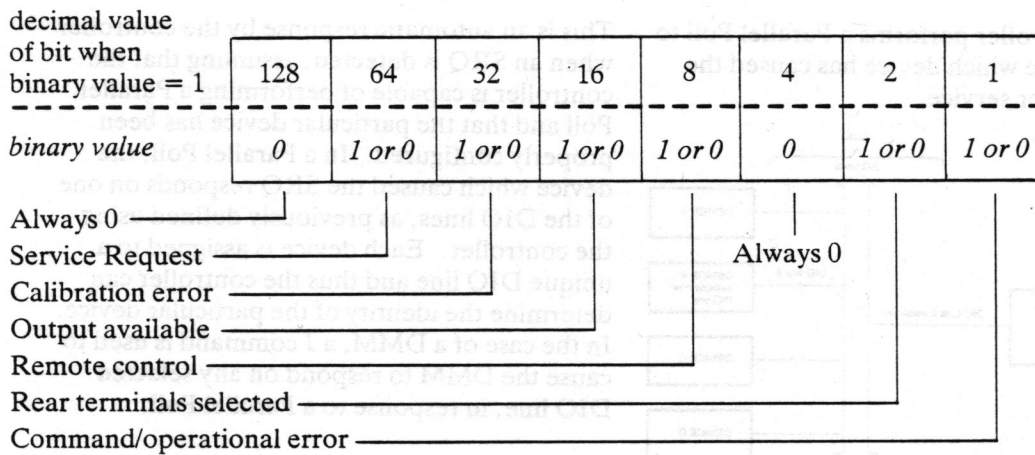 decimal value
of bit when
binary value = 1 128 64 32 16 8 4 2
binary value 0 1 or 0 1 or 0 1 or 0 1 or 0 0 1 or 0 1 or 0
Always 0
Service Request Always 0
Calibration error
Output available
Remote control
Rear terminals selected
Command/operational error